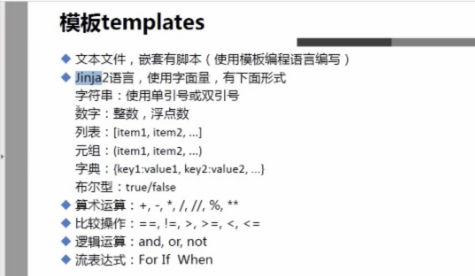 模板templates
文本文件，嵌套有脚本（使用模板编程语言编写）
Jinja2语言，使用字面量，有下面形式
字符串：使用单引号或双引号
数字：整数，浮点数
列表：[item1, item2, ...]
元组：(item1, item2, ...)
字典：{key1:value1, key2:value2, ...}
布尔型：true/false
算术运算：+, -, *, /, //, %, **
比较操作：==, !=, >, >=, <, <=
逻辑运算：and, or, not
流表达式：For If When